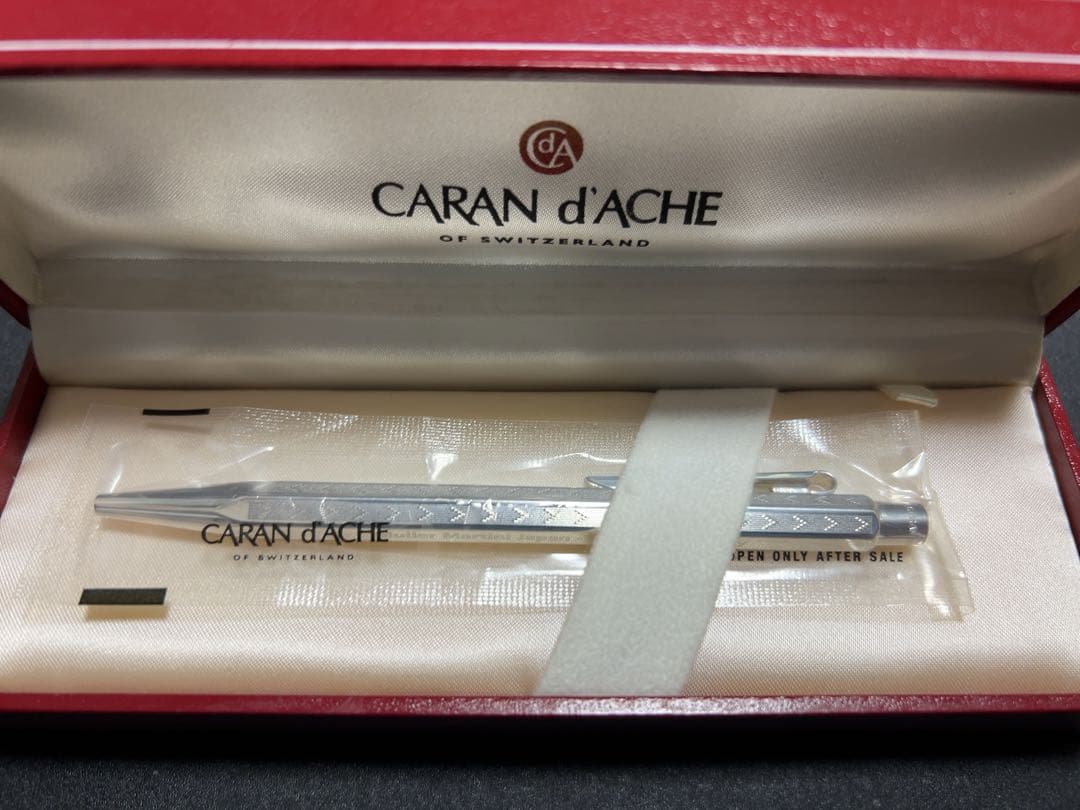 CdA
CARAN d'ACHE
OF SWITZERLAND
CARAN d'ACHE
OF SWITZERLAND
OPEN ONLY AFTER SALE